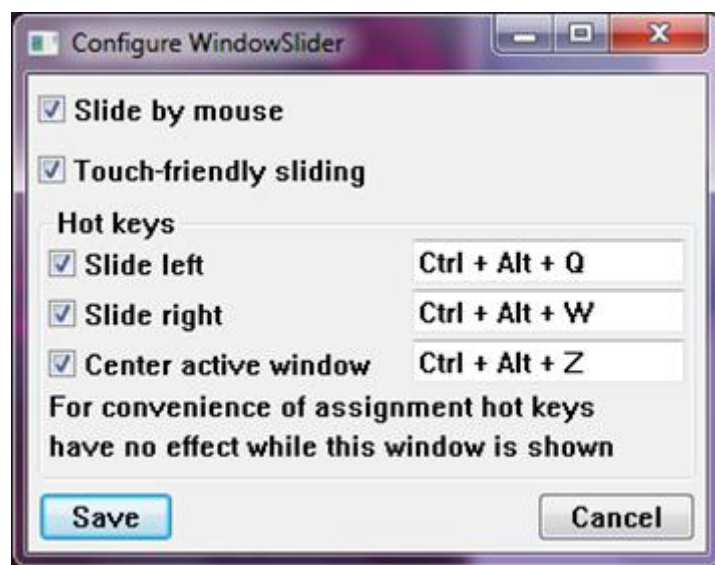 Configure WindowSlider
Slide by mouse
Touch-friendly sliding
Hot keys
Slide left Ctrl + Alt + Q
Slide right Ctrl + Alt + W
Center active window Ctrl + Alt + Z
For convenience of assignment hot keys
have no effect while this window is shown
Save Cancel